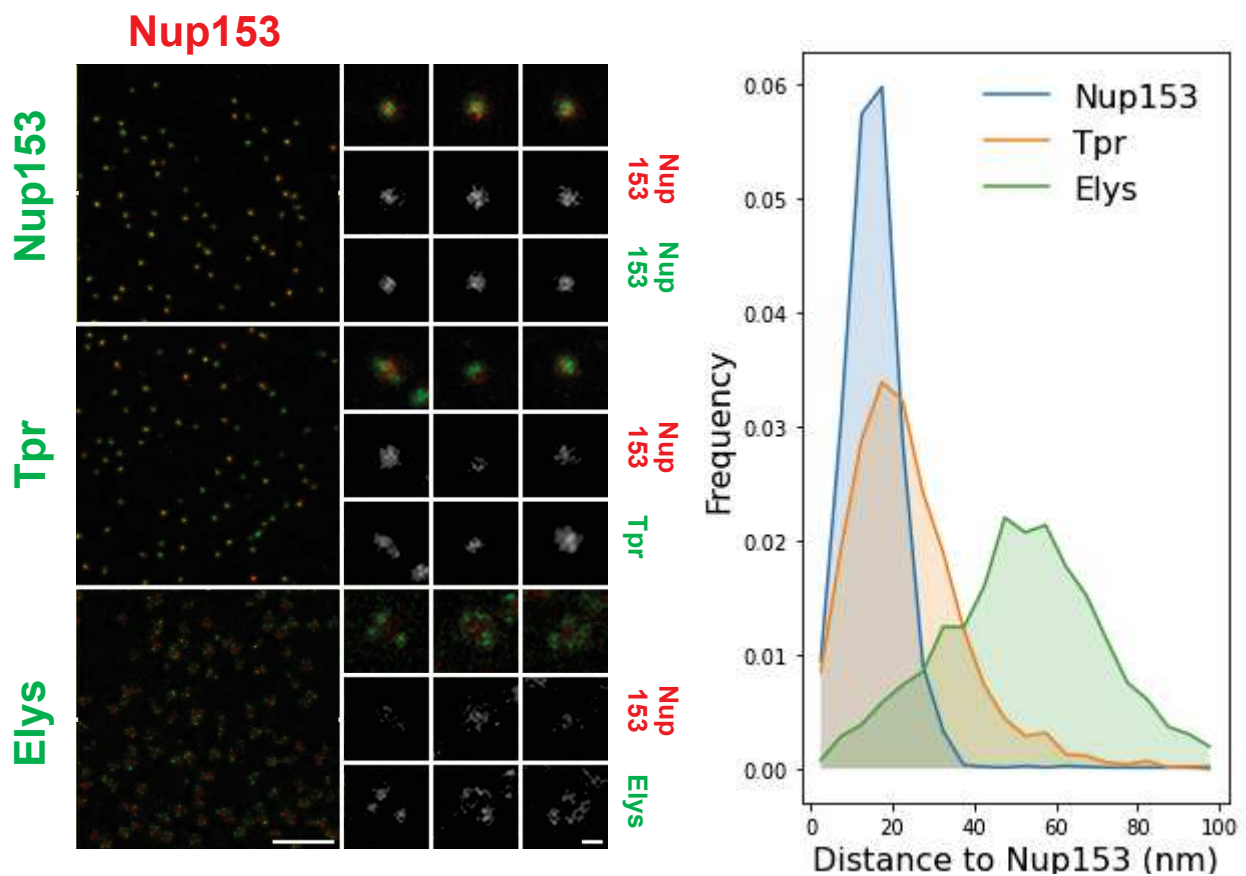 Nup153
Nup153
Nup
153
Nup
153
Tpr
Nup
153
Tpr
Elys
Nup
153
Elys
Nup153
Tpr
Elys
Frequency
0.06
0.05
0.04
0.03
0.02
0.01
0.00
0
20
40
60
80
100
Distance to Nup153 (nm)